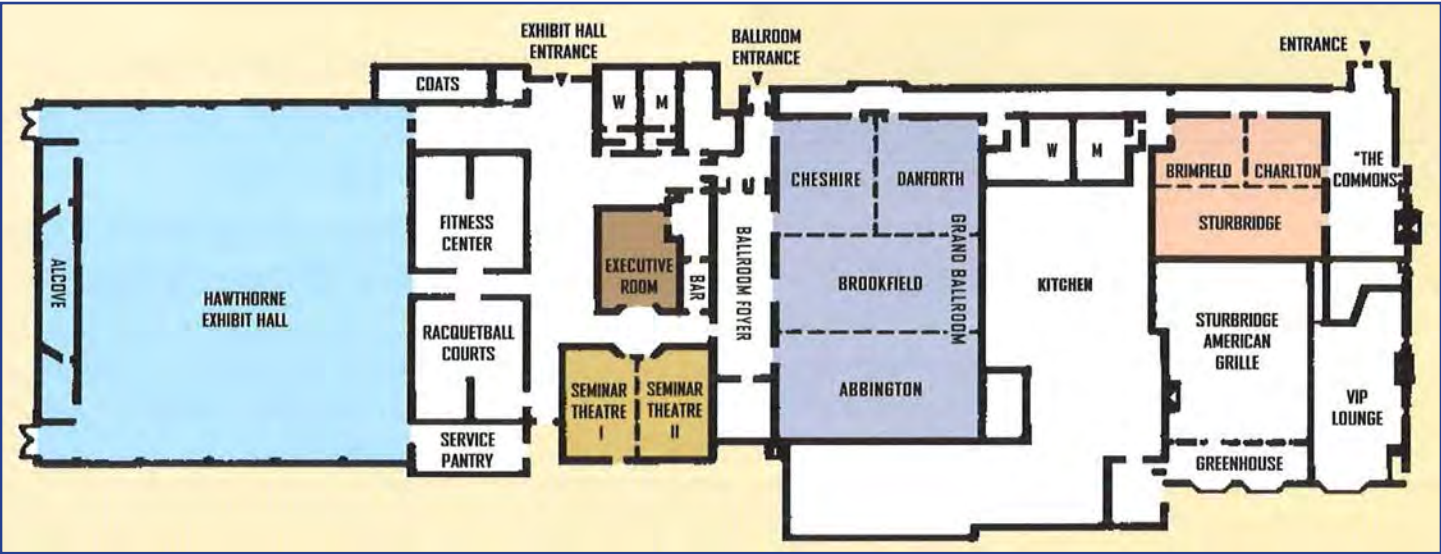 EXHIBIT HALL
ENTRANCE
BALLROOM
ENTRANCE
ENTRANCE
COATS
W
M
W
M
CHESHIRE
DANFORTH
BRIMFIELD
CHARLTON
"THE
COMMONS"
STURBRIDGE
FITNESS
CENTER
ALCOVE
HAWTHORNE
EXHIBIT HALL
EXECUTIVE
ROOM
BAR
BALLROOM FOYER
BROOKFIELD
GRAND BALLROOM
KITCHEN
RACQUETBALL
COURTS
STURBRIDGE
AMERICAN
GRILLE
SEMINAR
THEATRE
I
SEMINAR
THEATRE
II
ABBINGTON
VIP
LOUNGE
SERVICE
PANTRY
GREENHOUSE